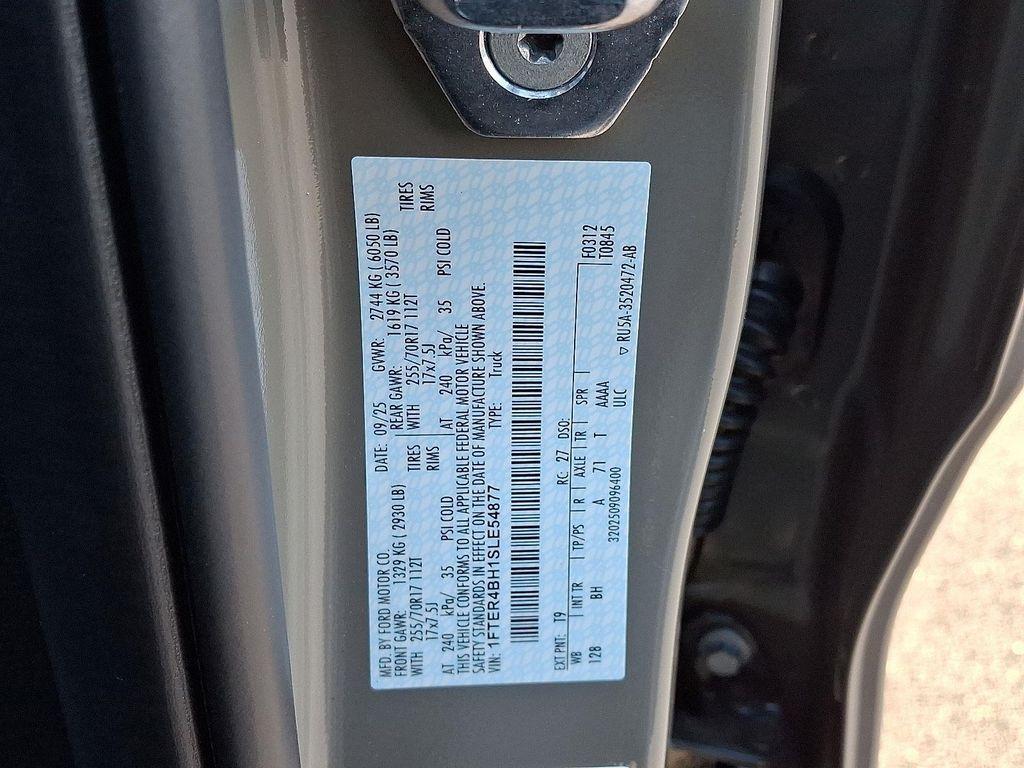 MFD. BY FORD MOTOR CO. DATE: 09/25 GVWR: 2744 KG ( 6050 LB)
FRONT GAWR: 1329 KG ( 2930 LB) REAR GAWR: 1619 KG ( 3570 LB)
WITH 255/70R17 112T TIRES WITH 255/70R17 112T TIRES
17x7.5J RIMS 17x7.5J RIMS
AT 240 kPa/ 35 PSI COLD AT 240 kPa/ 35 PSI COLD
THIS VEHICLE CONFORMS TO ALL APPLICABLE FEDERAL MOTOR VEHICLE
SAFETY STANDARDS IN EFFECT ON THE DATE OF MANUFACTURE SHOWN ABOVE.
VIN: 1FTER4BH1SLE54877 TYPE: Truck
EXT PNT: T9 RC: 27 DSO: F0312
WB INT TR TP/PS R AXLE TR SPR T0845
128 BH A 71 T AAAA
3202509096400 ULC ▽ RU5A-3520472-AB